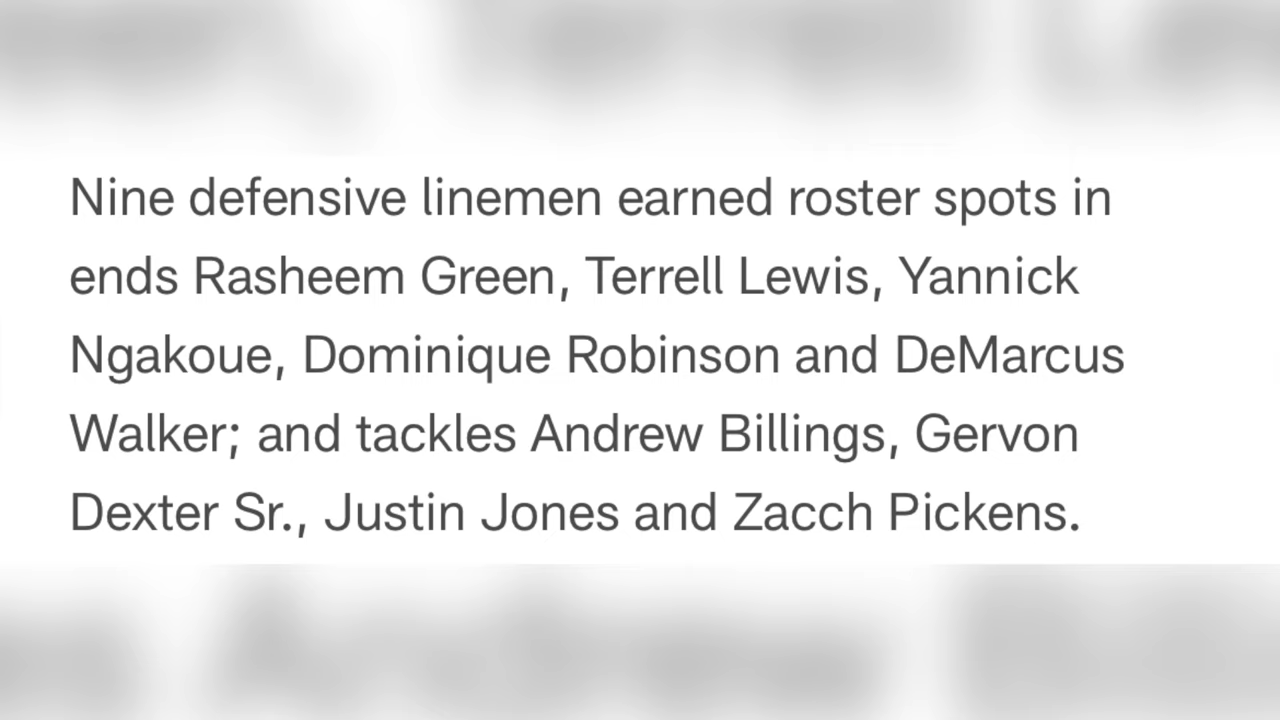 Nine defensive linemen earned roster spots in
ends Rasheem Green, Terrell Lewis, Yannick
Ngakoue, Dominique Robinson and DeMarcus
Walker; and tackles Andrew Billings, Gervon
Dexter Sr., Justin Jones and Zacch Pickens.